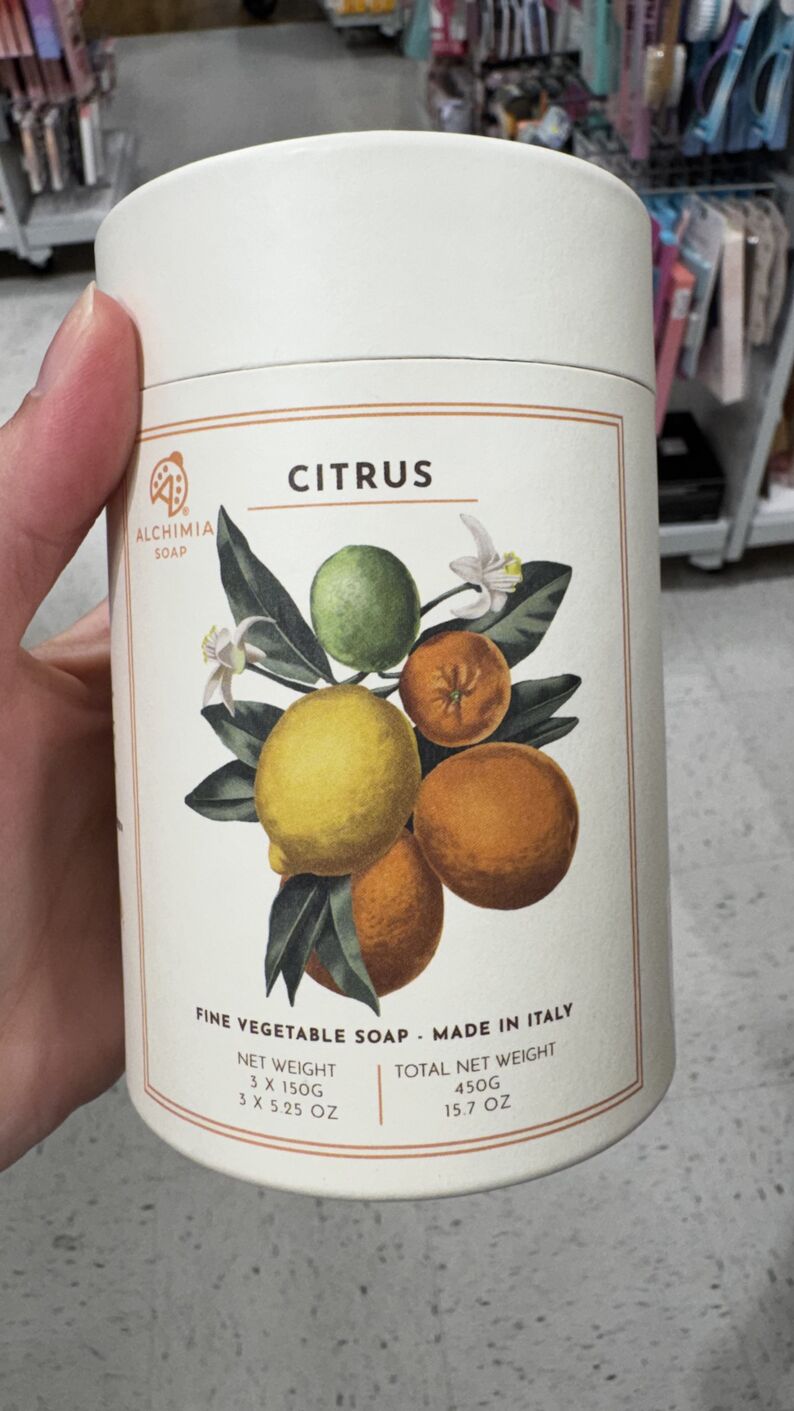 CITRUS
ALCHIMIA
SOAP
FINE VEGETABLE SOAP - MADE IN ITALY
NET WEIGHT
3 X 150G
3 X 5.25 OZ
TOTAL NET WEIGHT
450G
15.7 OZ